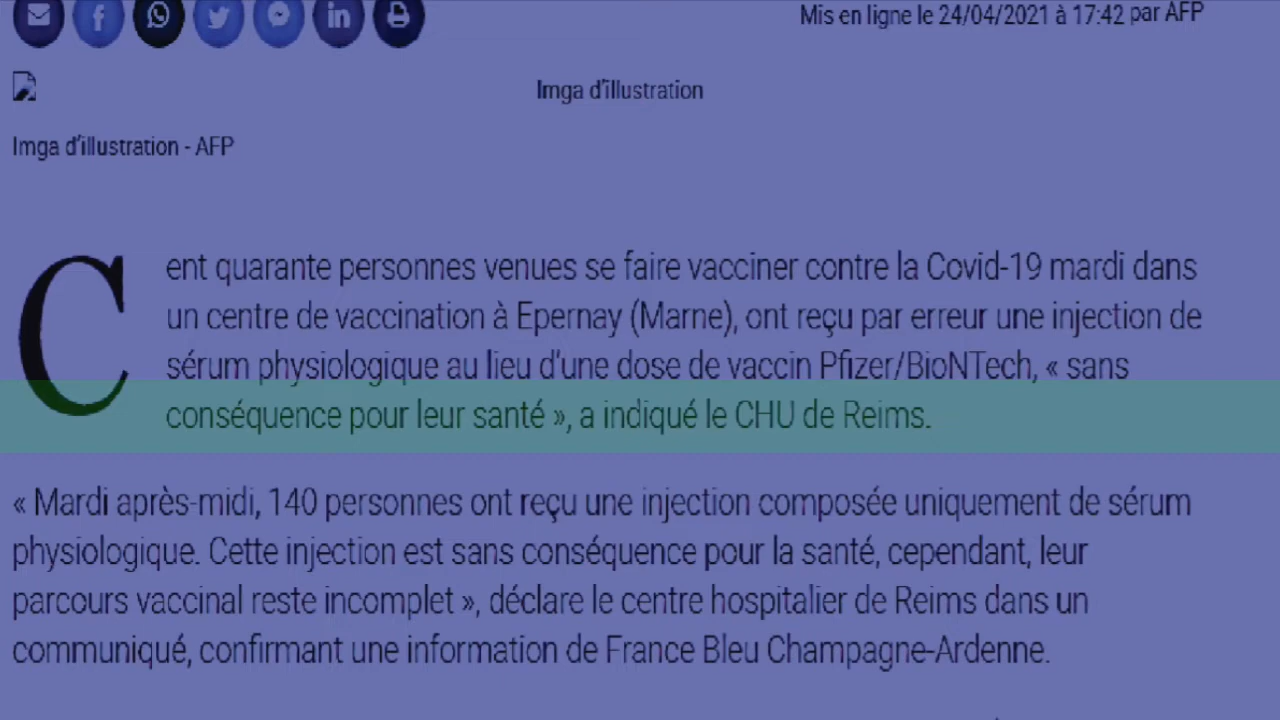 Mis en ligne le 24/04/2021 à 17:42 par AFP
Imga d'illustration
Imga d'illustration - AFP
Cent quarante personnes venues se faire vacciner contre la Covid-19 mardi dans
un centre de vaccination à Epernay (Marne), ont reçu par erreur une injection de
sérum physiologique au lieu d'une dose de vaccin Pfizer/BioNTech, « sans
conséquence pour leur santé », a indiqué le CHU de Reims.
« Mardi après-midi, 140 personnes ont reçu une injection composée uniquement de sérum
physiologique. Cette injection est sans conséquence pour la santé, cependant, leur
parcours vaccinal reste incomplet », déclare le centre hospitalier de Reims dans un
communiqué, confirmant une information de France Bleu Champagne-Ardenne.